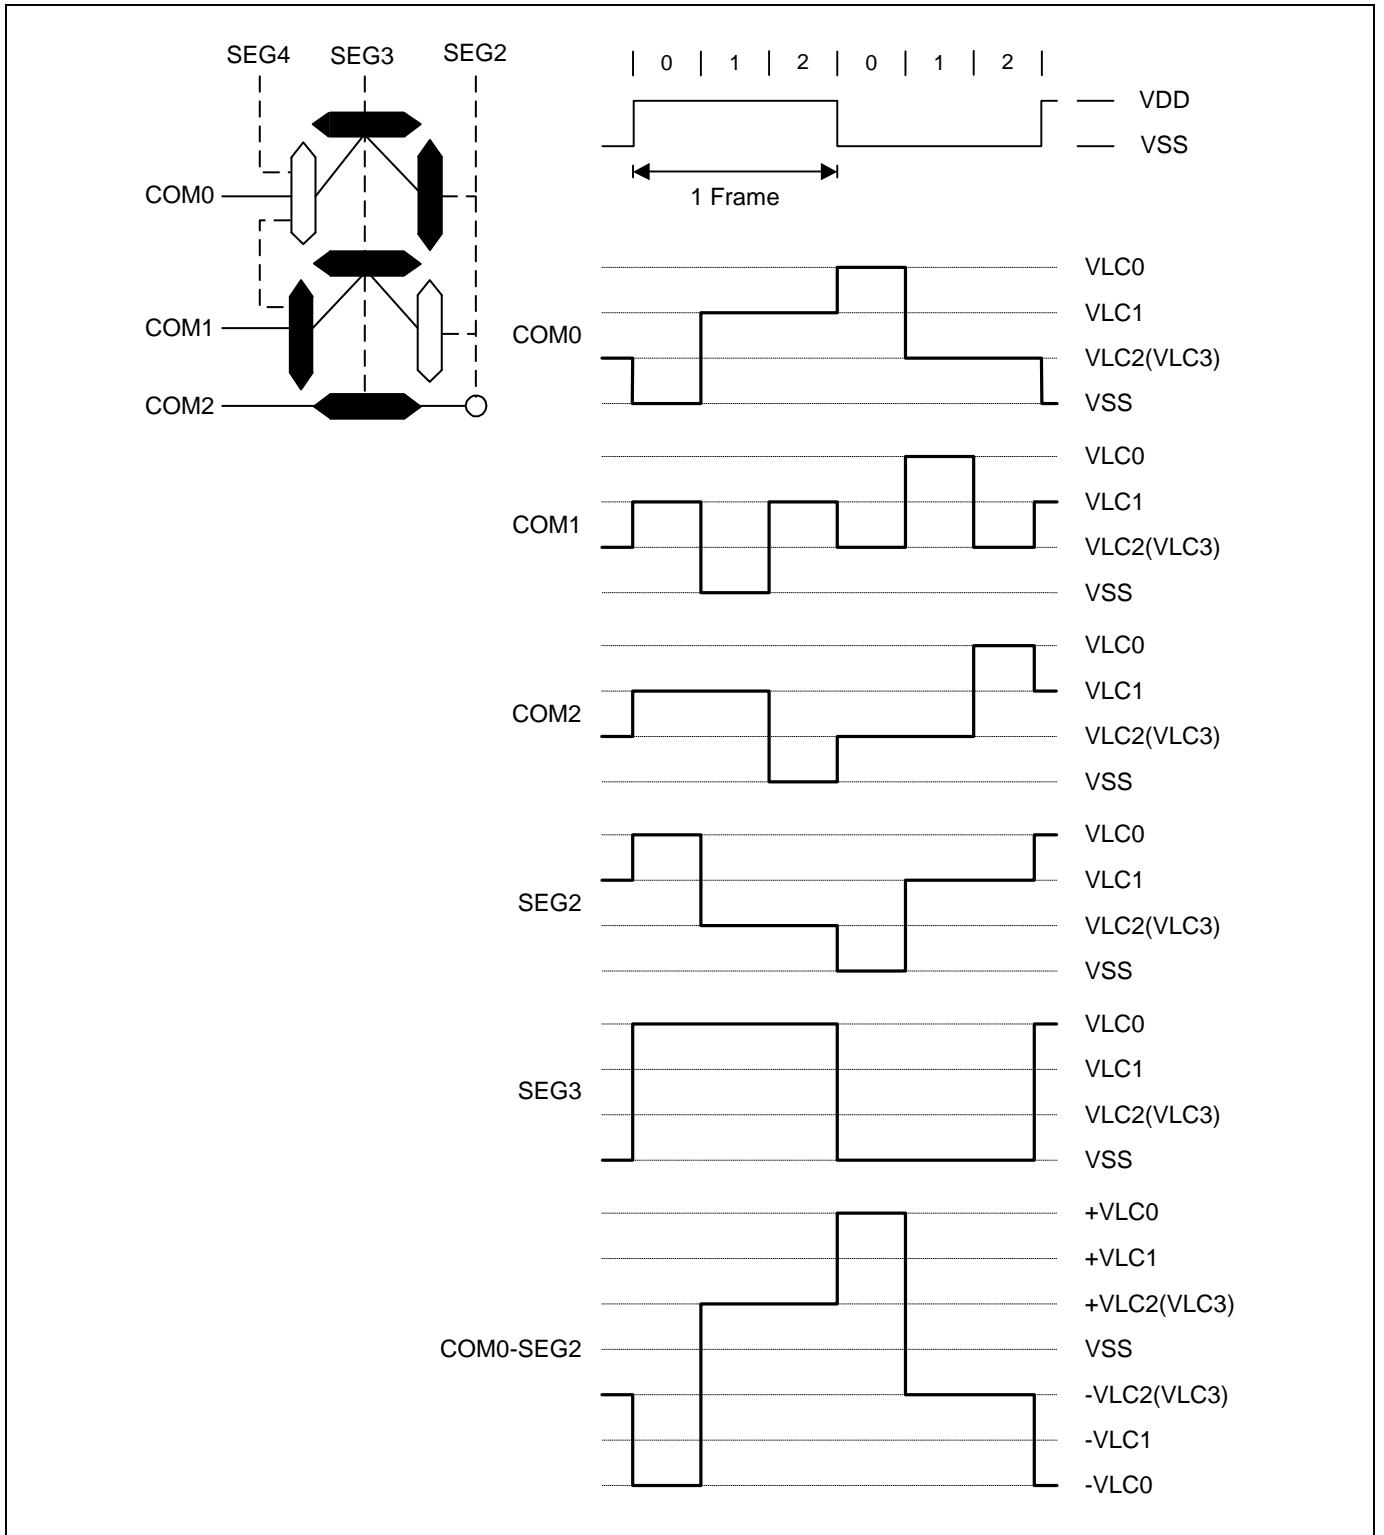 SEG4 SEG3 SEG2
| 0 | 1 | 2 | 0 | 1 | 2 |
VDD
VSS
1 Frame
COM0
COM1
COM2
COM0
VLC0
VLC1
VLC2(VLC3)
VSS
COM1
VLC0
VLC1
VLC2(VLC3)
VSS
COM2
VLC0
VLC1
VLC2(VLC3)
VSS
SEG2
VLC0
VLC1
VLC2(VLC3)
VSS
SEG3
VLC0
VLC1
VLC2(VLC3)
VSS
COM0-SEG2
+VLC0
+VLC1
+VLC2(VLC3)
VSS
-VLC2(VLC3)
-VLC1
-VLC0